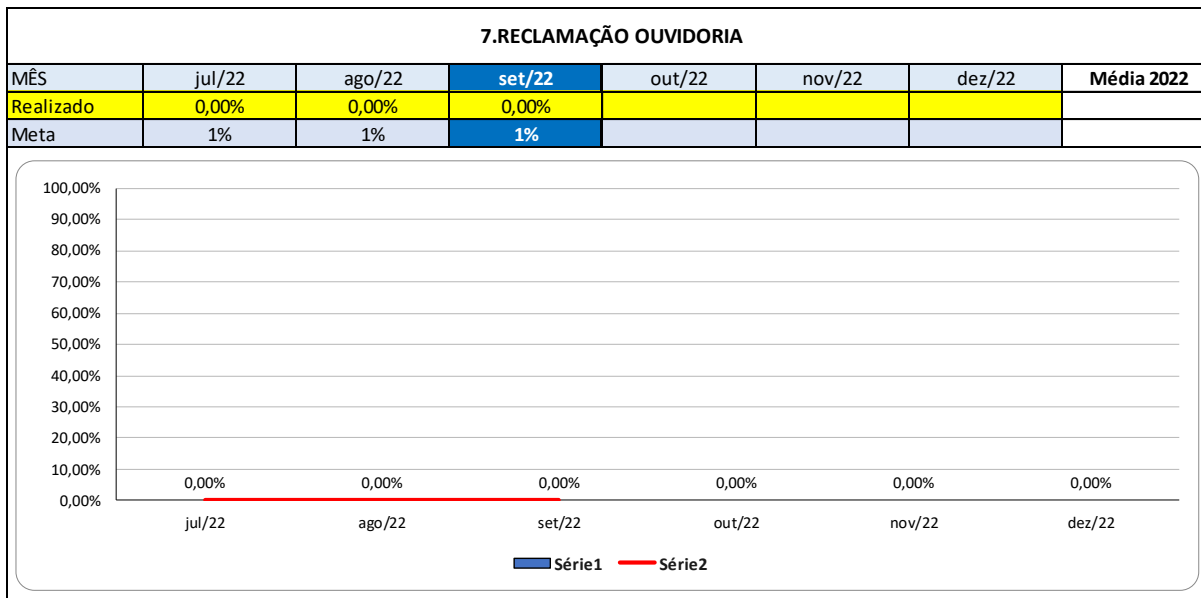 7.RECLAMAÇÃO OUVIDORIA
MÊS jul/22 ago/22 set/22 out/22 nov/22 dez/22 Média 2022
Realizado 0,00% 0,00% 0,00%
Meta 1% 1% 1%
100,00%
90,00%
80,00%
70,00%
60,00%
50,00%
40,00%
30,00%
20,00%
10,00%
0,00%
0,00% 0,00% 0,00% 0,00% 0,00% 0,00%
jul/22 ago/22 set/22 out/22 nov/22 dez/22
Série1 Série2